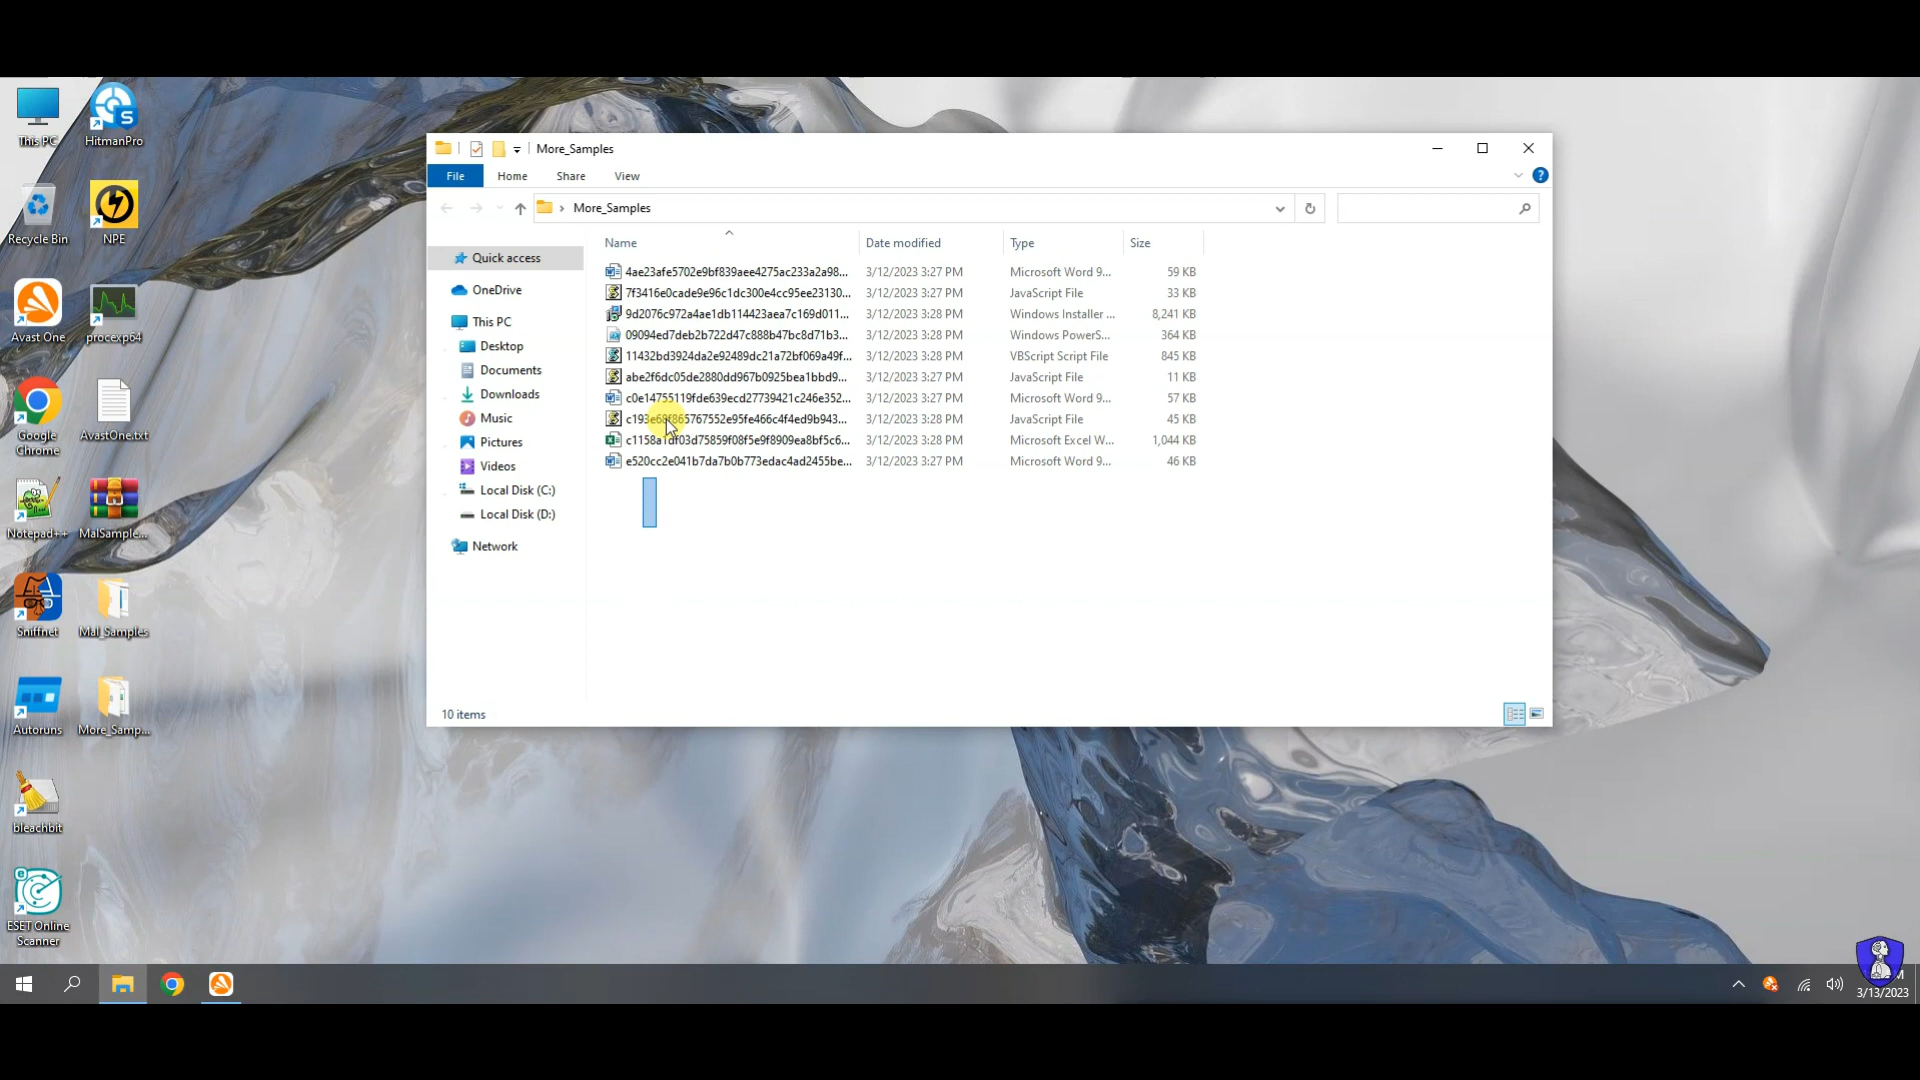 This PC
HitmanPro
Recycle Bin
NPE
Avast One
procexp64
Google
Chrome
AvastOne.txt
Notepad++
MalSample...
Sniffnet
Mal_Samples
Autoruns
More_Samp...
bleachbit
ESET Online
Scanner
More_Samples
File Home Share View
More_Samples
Name Date modified Type Size
Quick access
OneDrive
This PC
Desktop
Documents
Downloads
Music
Pictures
Videos
Local Disk (C:)
Local Disk (D:)
Network
4ae23afe5702e9bf839aee4275ac233a2a98... 3/12/2023 3:27 PM Microsoft Word 9... 59 KB
7f3416e0cade9e96c1dc300e4cc95ee23130... 3/12/2023 3:27 PM JavaScript File 33 KB
9d2076c972a4ae1db114423aea7c169d011... 3/12/2023 3:28 PM Windows Installer ... 8,241 KB
09094ed7deb2b722d47c888b47bc8d71b3... 3/12/2023 3:28 PM Windows PowerS... 364 KB
11432bd3924da2e92489dc21a72bf069a49f... 3/12/2023 3:28 PM VBScript Script File 845 KB
abe2f6dc05de2880dd967b0925bea1bbd9... 3/12/2023 3:27 PM JavaScript File 11 KB
c0e14755119fde639ecd27739421c246e352... 3/12/2023 3:27 PM Microsoft Word 9... 57 KB
c193e68f865767552e95fe466c4f4ed9b943... 3/12/2023 3:28 PM JavaScript File 45 KB
c1158a1df03d75859f08f5e9f8909ea8bf5c6... 3/12/2023 3:28 PM Microsoft Excel W... 1,044 KB
e520cc2e041b7da7b0b773edac4ad2455be... 3/12/2023 3:27 PM Microsoft Word 9... 46 KB
10 items
3/13/2023